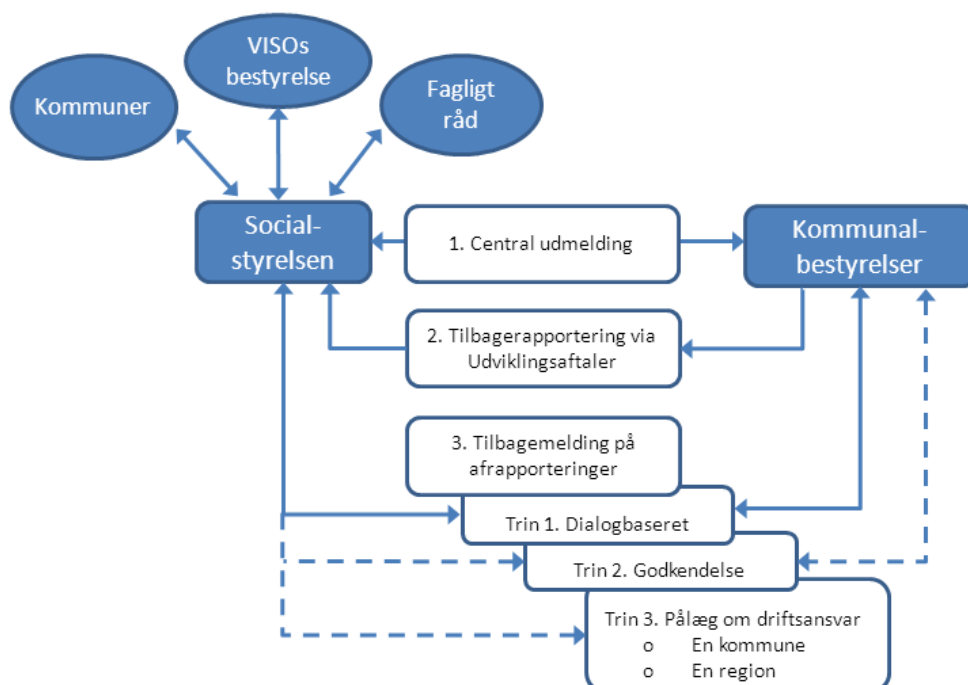 VISOs
bestyrelse
Kommuner
Fagligt
råd
Social-
styrelsen
1. Central udmelding
Kommunal-
bestyrelser
2. Tilbagerapportering via
Udviklingsaftaler
3. Tilbagemelding på
afrapporteringer
Trin 1. Dialogbaseret
Trin 2. Godkendelse
Trin 3. Pålæg om driftsansvar
o En kommune
o En region